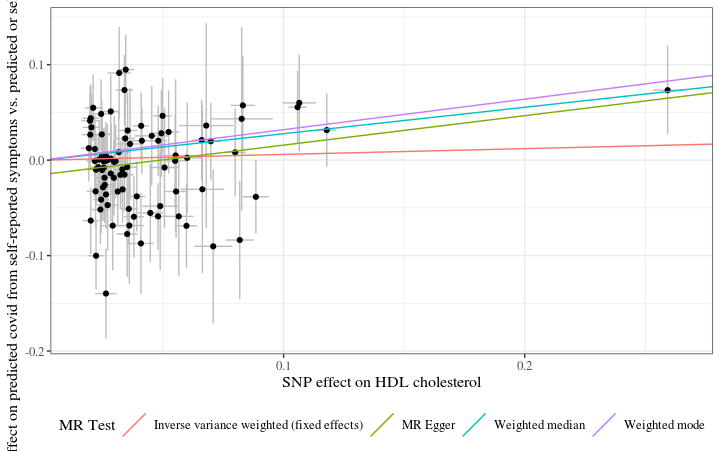 ffect on predicted covid from self-reported symptoms vs. predicted or se
0.1
0.0
-0.1
-0.2
0.1
0.2
SNP effect on HDL cholesterol
MR Test
Inverse variance weighted (fixed effects)
MR Egger
Weighted median
Weighted mode